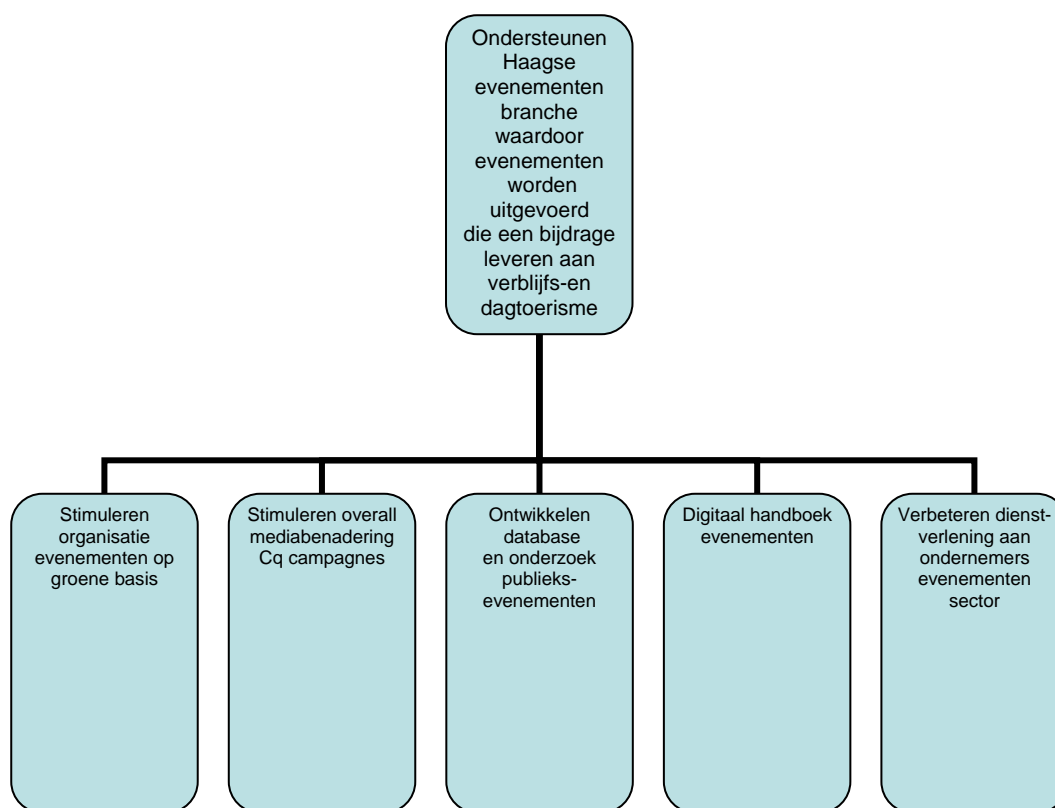 Ondersteunen
Haagse
evenementen
branche
waardoor
evenementen
worden
uitgevoerd
die een bijdrage
leveren aan
verblijfs-en
dagtoerisme
Stimuleren
organisatie
evenementen op
groene basis
Stimuleren overall
mediabenadering
Cq campagnes
Ontwikkelen
database
en onderzoek
publieks-
evenementen
Digitaal handboek
evenementen
Verbeteren dienst-
verlening aan
ondernemers
evenementen
sector